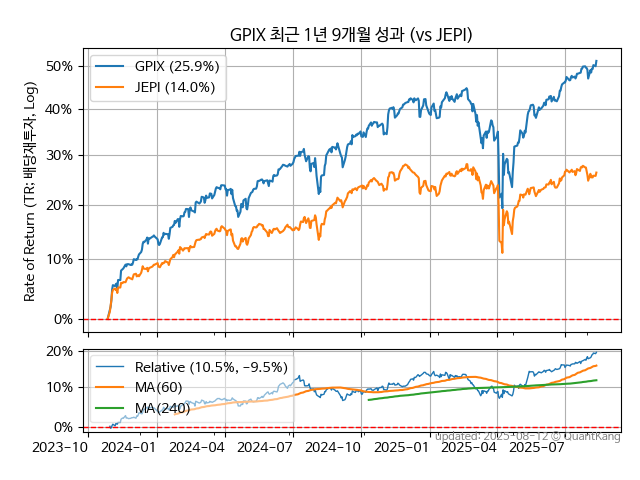 GPIX 최근 1년 9개월 성과 (vs JEPI)
Rate of Return (TR: 배당재투자, Log)
50%
40%
30%
20%
10%
0%
GPIX (25.9%)
JEPI (14.0%)
20%
10%
0%
Relative (10.5%, −9.5%)
MA(60)
MA(240)
2023-10 2024-01 2024-04 2024-07 2024-10 2025-01 2025-04 2025-07
updated: 2025-08-12 © QuantKang